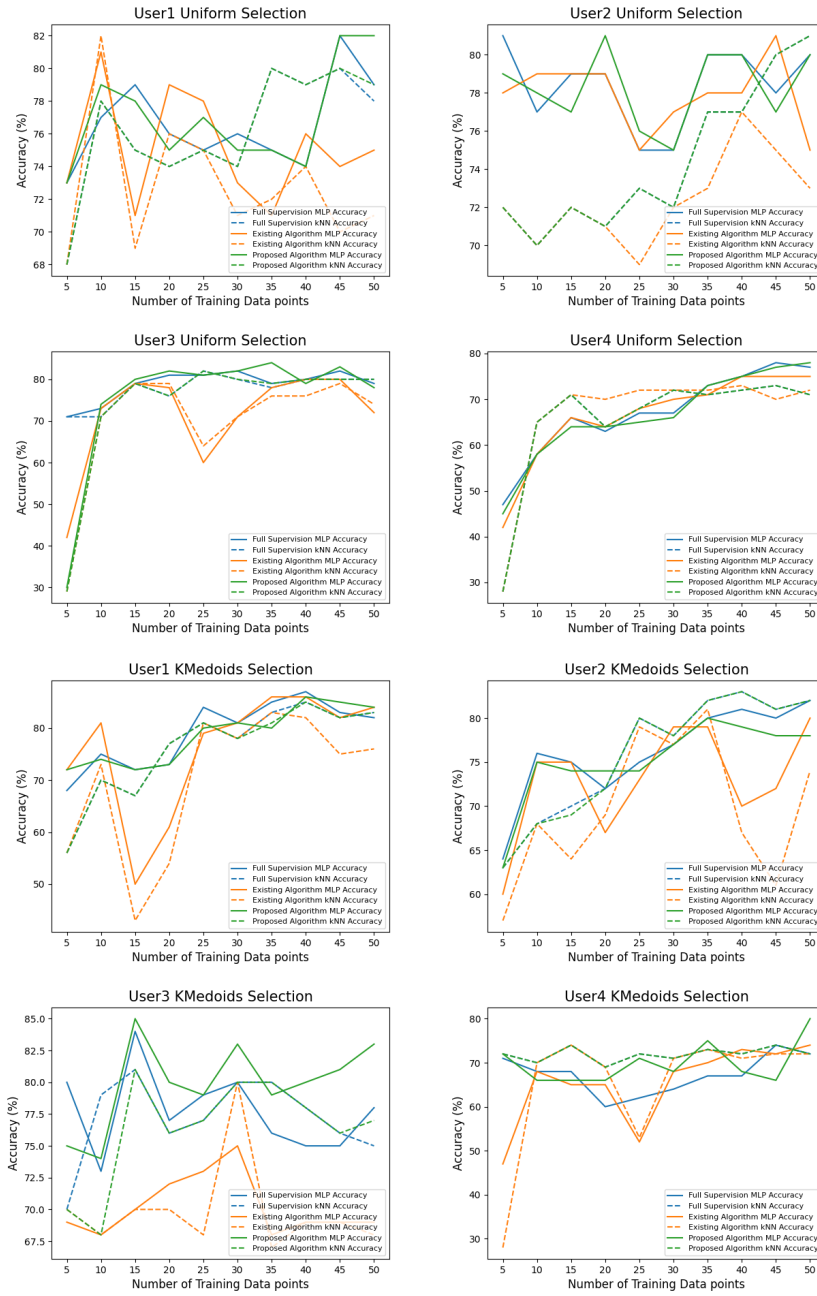 User1 Uniform Selection
Accuracy (%)
82
80
78
76
74
72
70
68
Full Supervision MLP Accuracy
Full Supervision kNN Accuracy
Existing Algorithm MLP Accuracy
Existing Algorithm kNN Accuracy
Proposed Algorithm MLP Accuracy
Proposed Algorithm kNN Accuracy
5 10 15 20 25 30 35 40 45 50
Number of Training Data points
User2 Uniform Selection
Accuracy (%)
82
80
78
76
74
72
70
Full Supervision MLP Accuracy
Full Supervision kNN Accuracy
Existing Algorithm MLP Accuracy
Existing Algorithm kNN Accuracy
Proposed Algorithm MLP Accuracy
Proposed Algorithm kNN Accuracy
5 10 15 20 25 30 35 40 45 50
Number of Training Data points
User3 Uniform Selection
Accuracy (%)
80
70
60
50
40
30
Full Supervision MLP Accuracy
Full Supervision kNN Accuracy
Existing Algorithm MLP Accuracy
Existing Algorithm kNN Accuracy
Proposed Algorithm MLP Accuracy
Proposed Algorithm kNN Accuracy
5 10 15 20 25 30 35 40 45 50
Number of Training Data points
User4 Uniform Selection
Accuracy (%)
80
70
60
50
40
30
Full Supervision MLP Accuracy
Full Supervision kNN Accuracy
Existing Algorithm MLP Accuracy
Existing Algorithm kNN Accuracy
Proposed Algorithm MLP Accuracy
Proposed Algorithm kNN Accuracy
5 10 15 20 25 30 35 40 45 50
Number of Training Data points
User1 KMedoids Selection
Accuracy (%)
80
70
60
50
Full Supervision MLP Accuracy
Full Supervision kNN Accuracy
Existing Algorithm MLP Accuracy
Existing Algorithm kNN Accuracy
Proposed Algorithm MLP Accuracy
Proposed Algorithm kNN Accuracy
5 10 15 20 25 30 35 40 45 50
Number of Training Data points
User2 KMedoids Selection
Accuracy (%)
80
75
70
65
60
Full Supervision MLP Accuracy
Full Supervision kNN Accuracy
Existing Algorithm MLP Accuracy
Existing Algorithm kNN Accuracy
Proposed Algorithm MLP Accuracy
Proposed Algorithm kNN Accuracy
5 10 15 20 25 30 35 40 45 50
Number of Training Data points
User3 KMedoids Selection
Accuracy (%)
85.0
82.5
80.0
77.5
75.0
72.5
70.0
67.5
Full Supervision MLP Accuracy
Full Supervision kNN Accuracy
Existing Algorithm MLP Accuracy
Existing Algorithm kNN Accuracy
Proposed Algorithm MLP Accuracy
Proposed Algorithm kNN Accuracy
5 10 15 20 25 30 35 40 45 50
Number of Training Data points
User4 KMedoids Selection
Accuracy (%)
80
70
60
50
40
30
Full Supervision MLP Accuracy
Full Supervision kNN Accuracy
Existing Algorithm MLP Accuracy
Existing Algorithm kNN Accuracy
Proposed Algorithm MLP Accuracy
Proposed Algorithm kNN Accuracy
5 10 15 20 25 30 35 40 45 50
Number of Training Data points